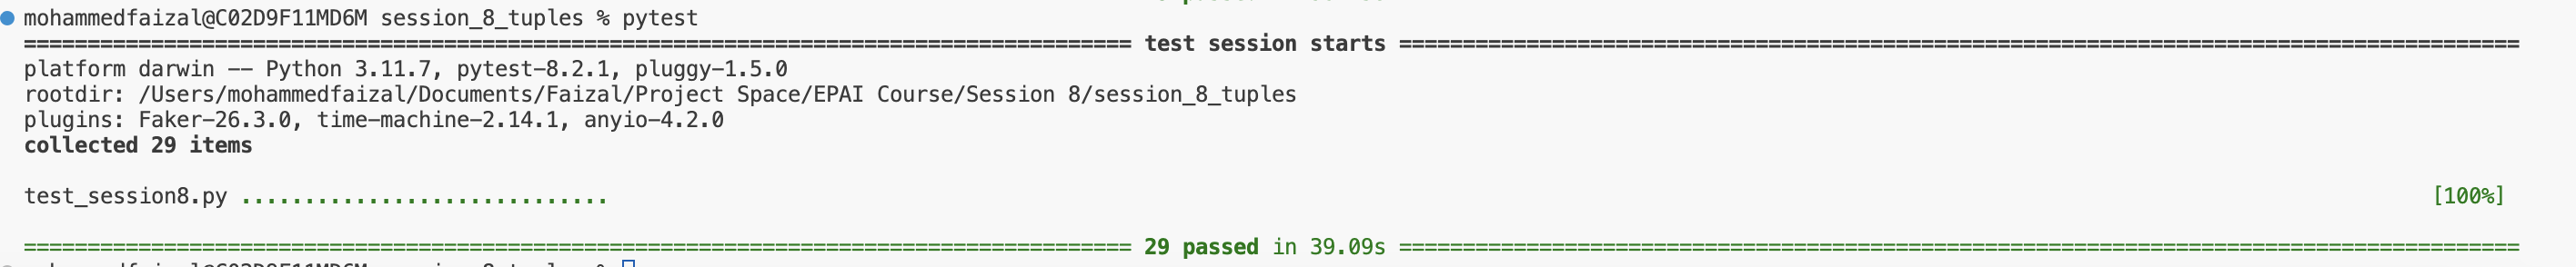 mohammedfaizal@C02D9F11MD6M session_8_tuples % pytest
======================================================================================= test session starts ========================================================================================
platform darwin -- Python 3.11.7, pytest-8.2.1, pluggy-1.5.0
rootdir: /Users/mohammedfaizal/Documents/Faizal/Project Space/EPAI Course/Session 8/session_8_tuples
plugins: Faker-26.3.0, time-machine-2.14.1, anyio-4.2.0
collected 29 items
test_session8.py ............................. [100%]
======================================================================================= 29 passed in 39.09s ========================================================================================